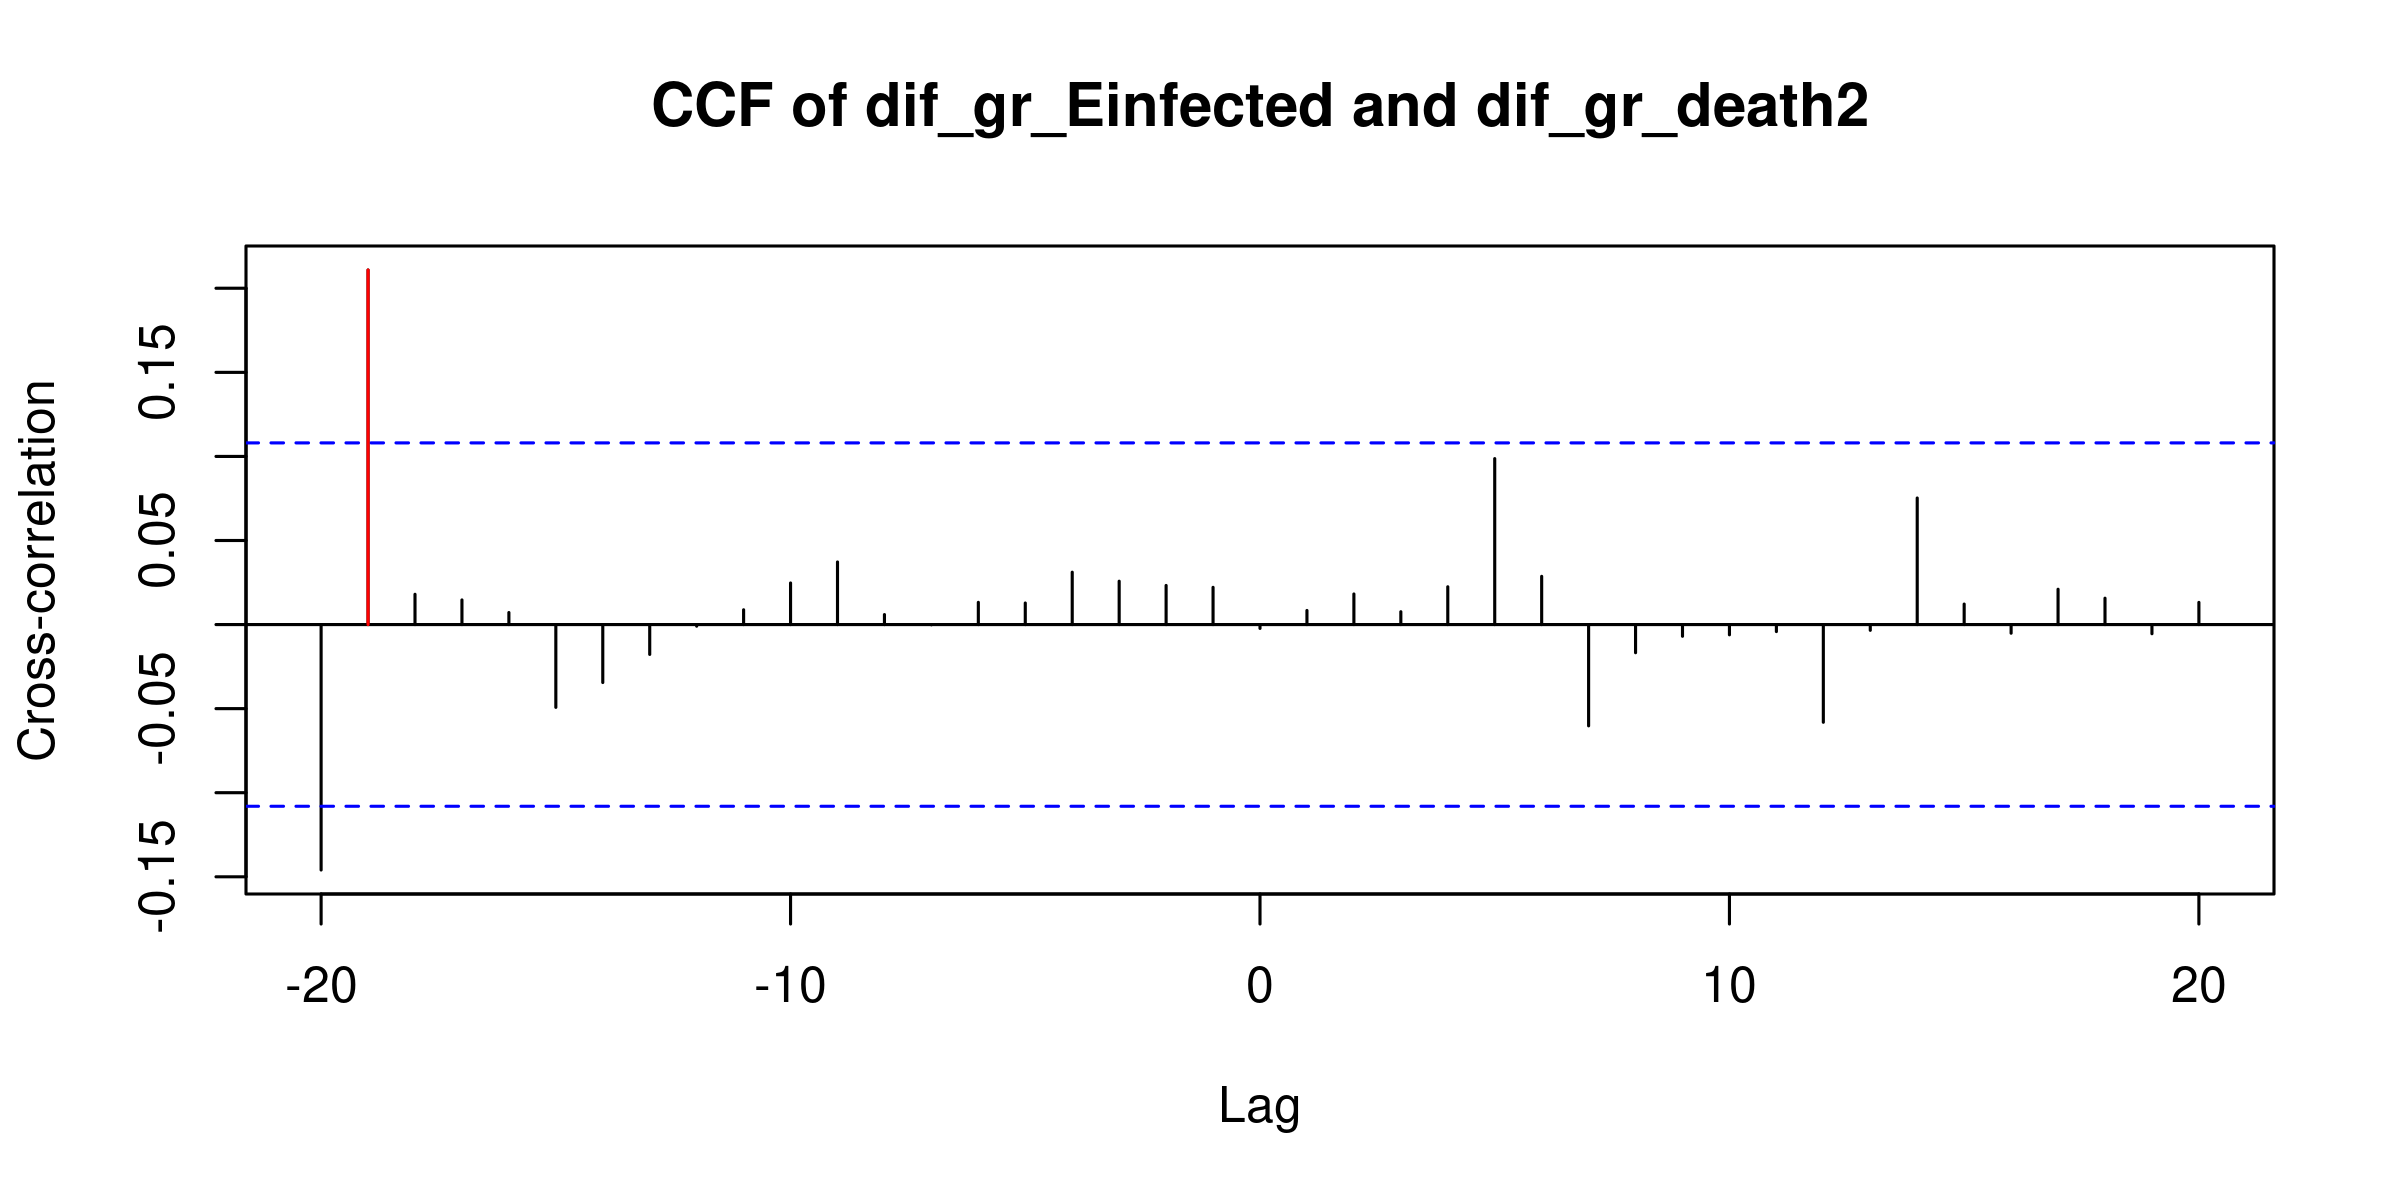 CCF of dif_gr_Einfected and dif_gr_death2
Cross-correlation
0.15
0.05
-0.05
-0.15
-20 -10 0 10 20
Lag